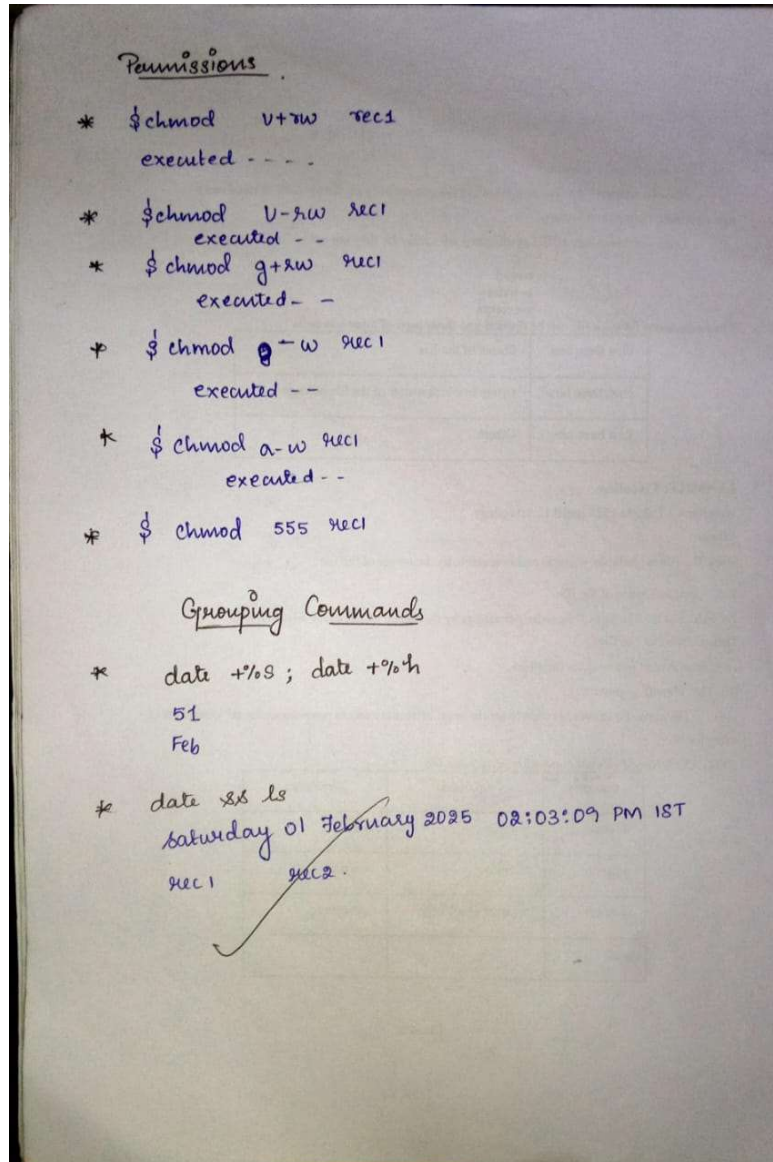 Permissions
* $chmod u+rw rec1
executed - - - -
* $chmod u-rw rec1
executed - -
* $ chmod g+rw rec1
executed - -
* $ chmod g-w rec1
executed - -
* $ chmod a-w rec1
executed - -
* $ chmod 555 rec1
Grouping Commands
* date +%S ; date +%h
51
Feb
* date && ls
Saturday 01 February 2025 02:03:09 PM IST
rec1 rec2.